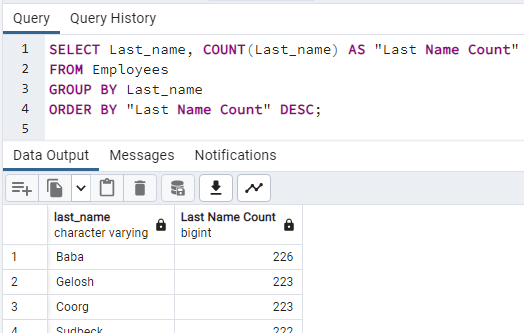 Query Query History
1 SELECT Last_name, COUNT(Last_name) AS "Last Name Count"
2 FROM Employees
3 GROUP BY Last_name
4 ORDER BY "Last Name Count" DESC;
5
Data Output Messages Notifications
last_name Last Name Count
character varying bigint
1 Baba 226
2 Gelosh 223
3 Coorg 223
4 Sudbeck 222